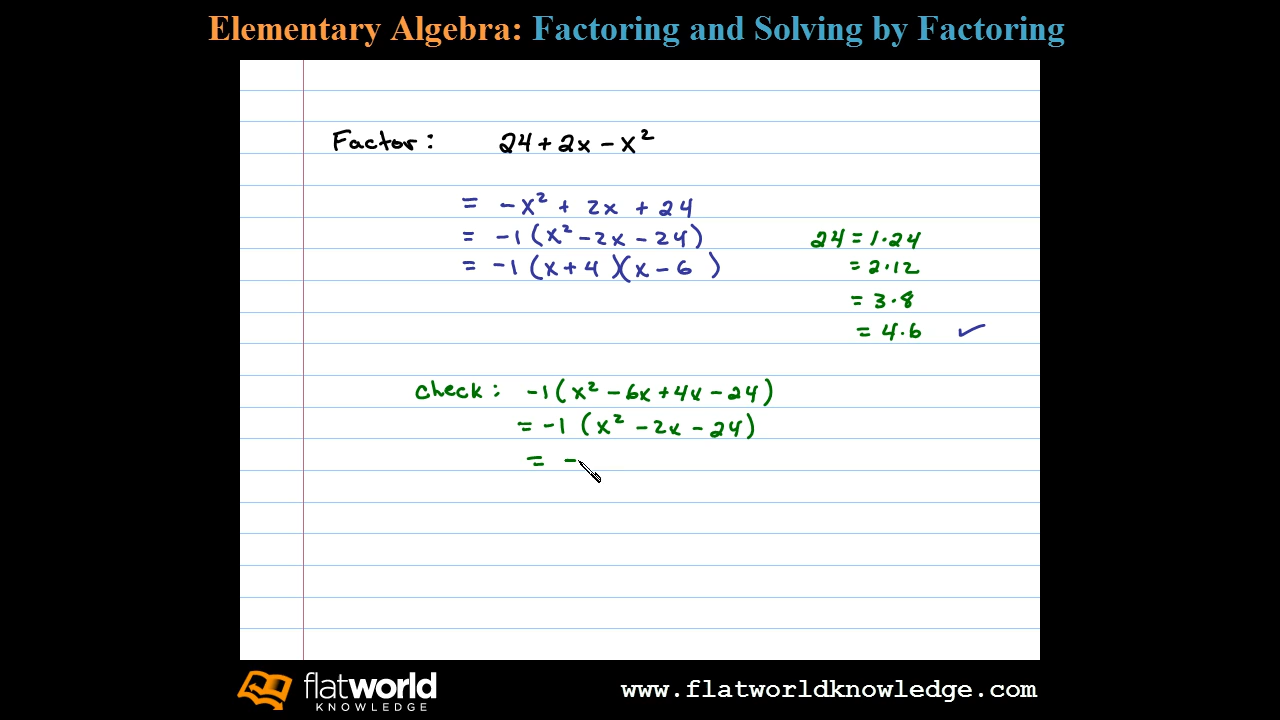 Elementary Algebra: Factoring and Solving by Factoring
Factor: 24 + 2x - x²
= -x² + 2x + 24
= -1 (x² - 2x - 24)
= -1 (x + 4)(x - 6)
24 = 1·24
= 2·12
= 3·8
= 4·6 ✓
Check: -1 (x² - 6x + 4x - 24)
= -1 (x² - 2x - 24)
= -
flatworld
KNOWLEDGE
www.flatworldknowledge.com